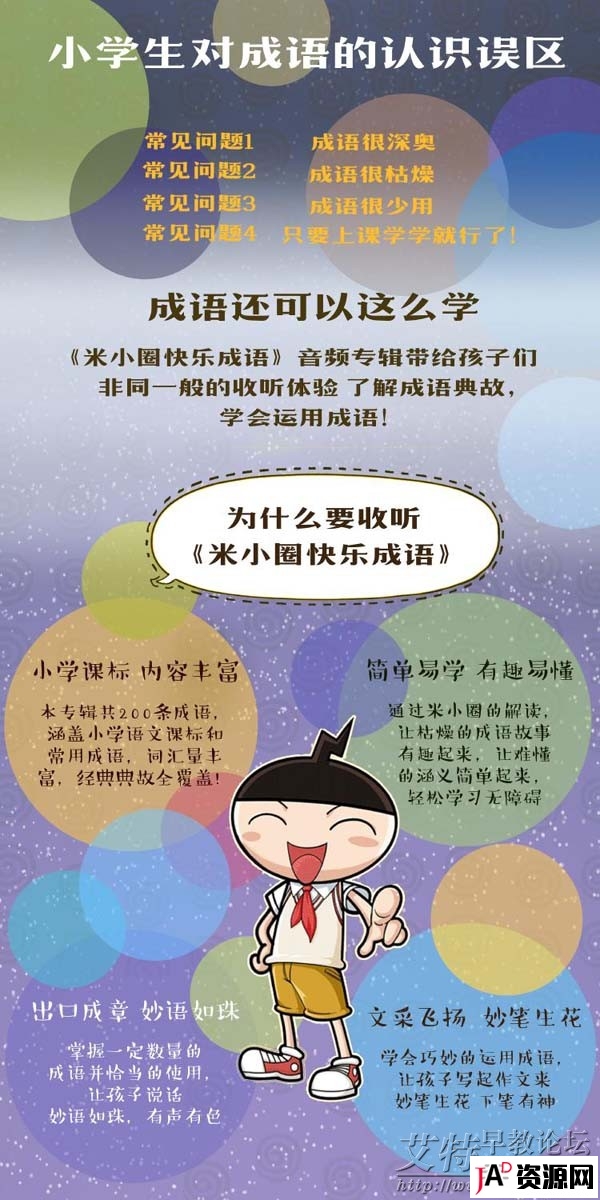 小学生对成语的认识误区
常见问题1 成语很深奥
常见问题2 成语很枯燥
常见问题3 成语很少用
常见问题4 只要上课学学就行了!
成语还可以这么学
《米小圈快乐成语》音频专辑带给孩子们
非同一般的收听体验 了解成语典故,
学会运用成语!
为什么要收听
《米小圈快乐成语》
小学课标 内容丰富
本专辑共200条成语,
涵盖小学语文课标和
常用成语, 词汇量丰
富, 经典典故全覆盖!
简单易学 有趣易懂
通过米小圈的解读,
让枯燥的成语故事
有趣起来, 让难懂
的涵义简单起来,
轻松学习无障碍
出口成章 妙语如珠
掌握一定数量的
成语并恰当的使用,
让孩子说话
妙语如珠, 有声有色
文采飞扬 妙笔生花
学会巧妙的运用成语,
让孩子写起作文来
妙笔生花 下笔有神
艾特早教论坛
http://w
JAD资源网